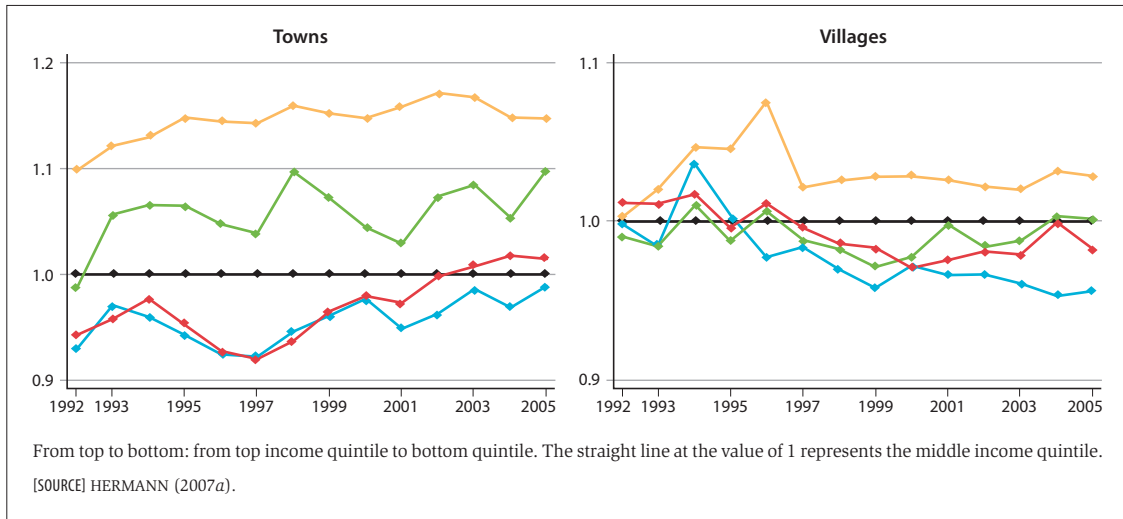 Towns
1.2
1.1
1.0
0.9
1992 1993 1995 1997 1999 2001 2003 2005
Villages
1.1
1.0
0.9
1992 1993 1995 1997 1999 2001 2003 2005
From top to bottom: from top income quintile to bottom quintile. The straight line at the value of 1 represents the middle income quintile.
[SOURCE] HERMANN (2007a).